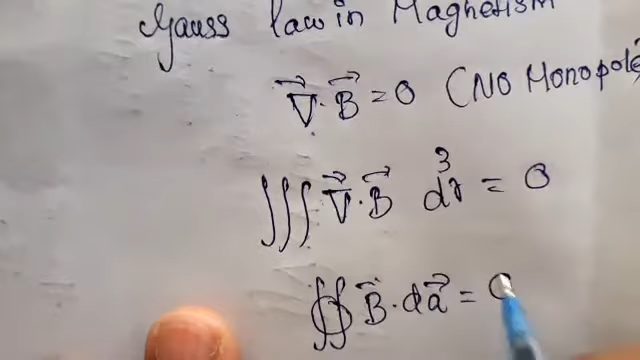 Gauss law in Magnetism
∇⃗·B⃗ = 0 (NO Monopole)
∭ ∇⃗·B⃗ d³r = 0
∯ B⃗·da⃗ = 0